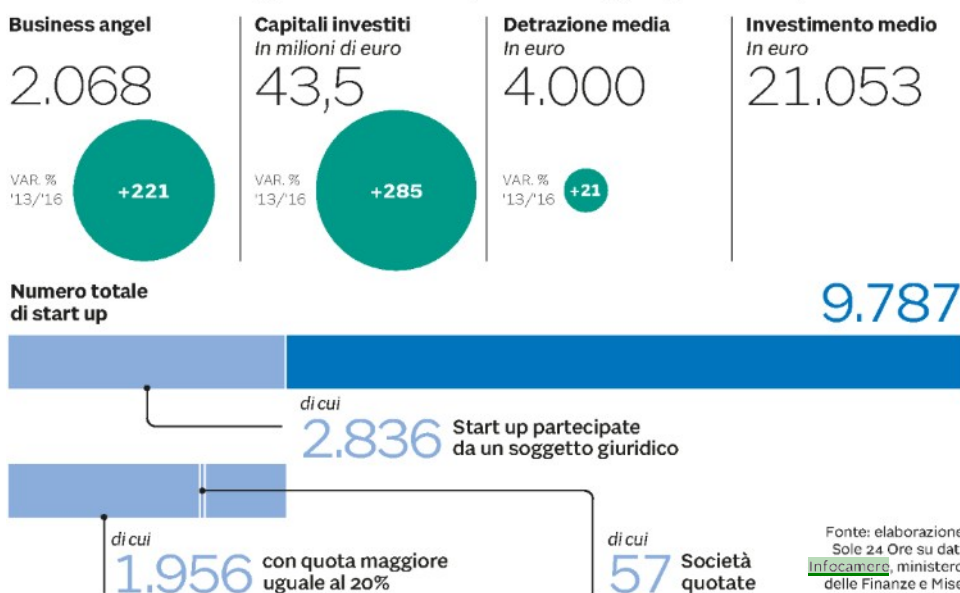 Business angel
2.068
VAR. %
'13/'16
+221
Capitali investiti
In milioni di euro
43,5
VAR. %
'13/'16
+285
Detrazione media
In euro
4.000
VAR. %
'13/'16
+21
Investimento medio
In euro
21.053
Numero totale
di start up
9.787
di cui
2.836
Start up partecipate
da un soggetto giuridico
di cui
1.956
con quota maggiore
uguale al 20%
di cui
57
Società
quotate
Fonte: elaborazione
Sole 24 Ore su dat
Infocamere, ministero
delle Finanze e Mise